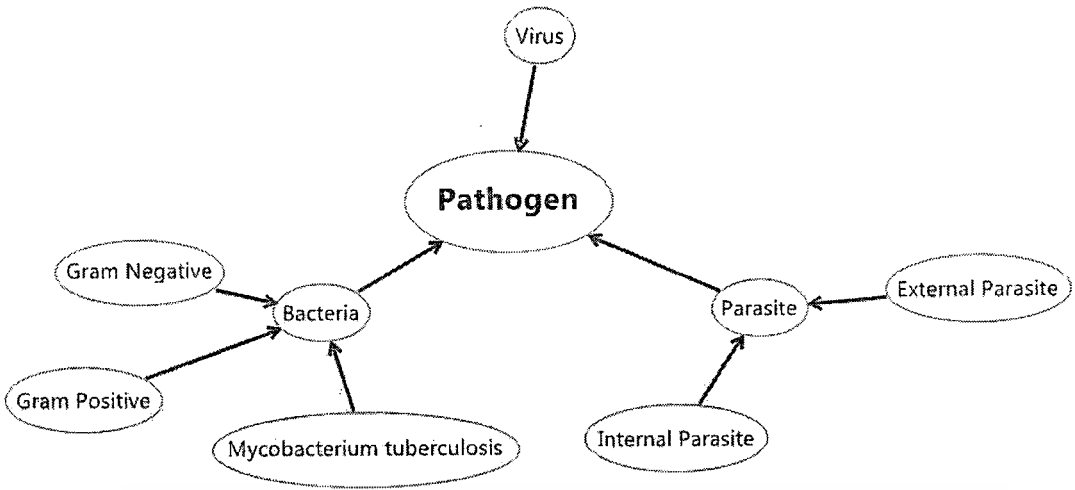 Virus
Pathogen
Gram Negative
Bacteria
Parasite
External Parasite
Gram Positive
Mycobacterium tuberculosis
Internal Parasite